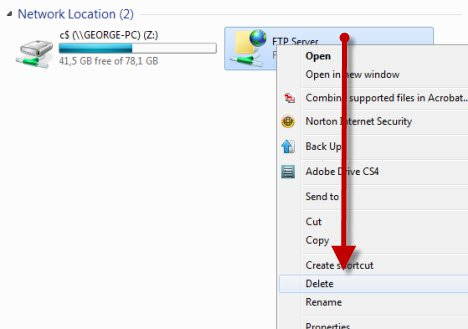 Network Location (2)
c$ (\\GEORGE-PC) (Z:)
41,5 GB free of 78,1 GB
FTP Server
Open
Open in new window
Combine supported files in Acrobat...
Norton Internet Security
Back Up
Adobe Drive CS4
Send to
Cut
Copy
Create shortcut
Delete
Rename
Properties